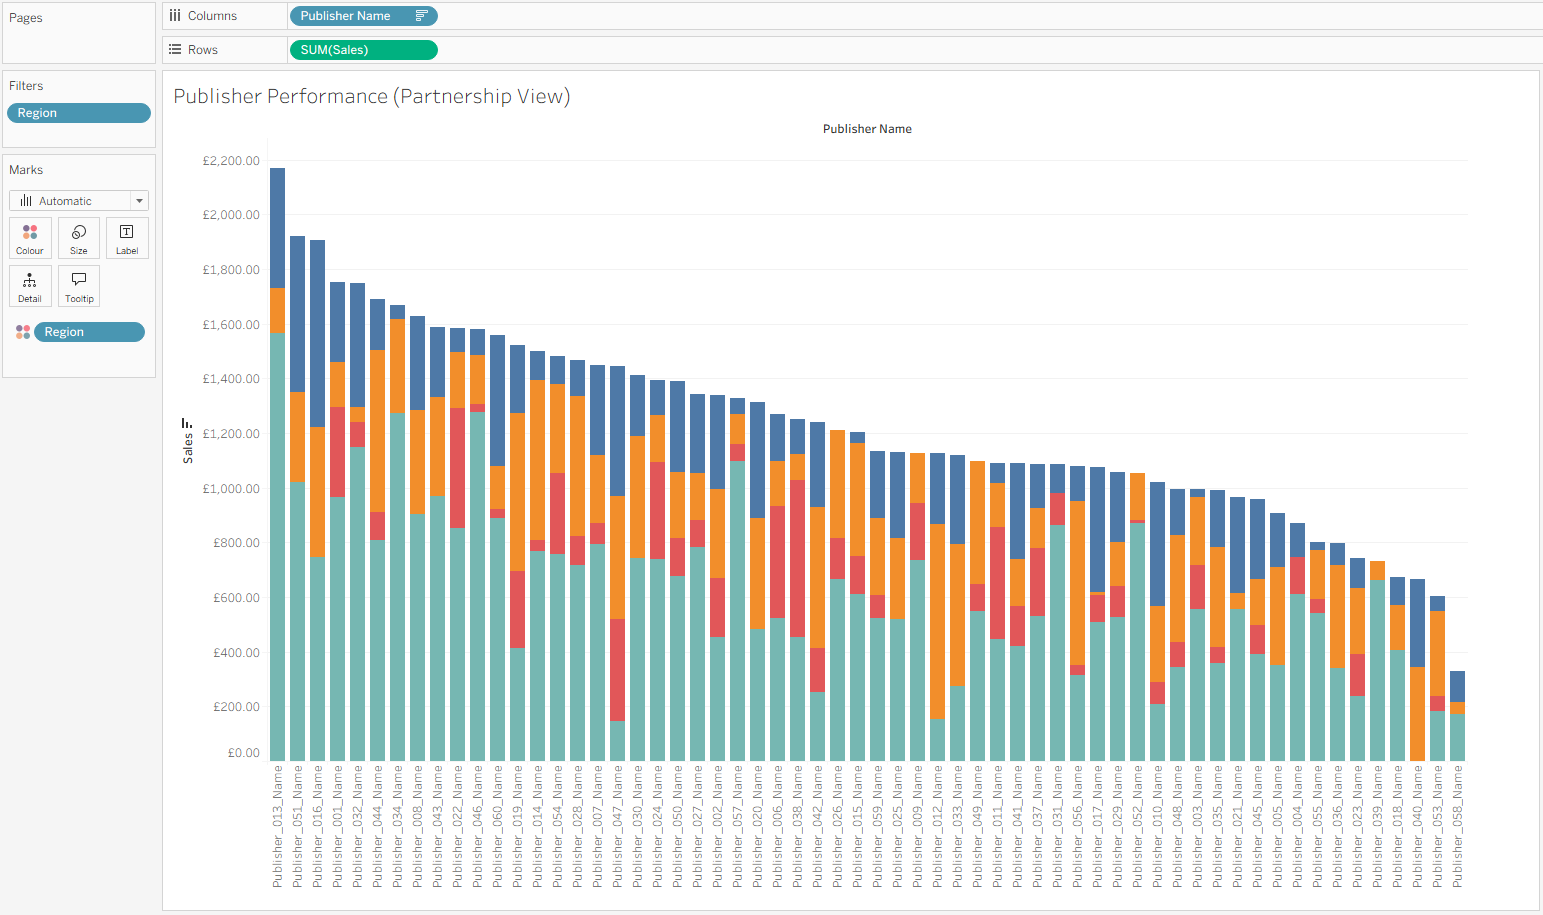 Pages
Columns
Publisher Name
Rows
SUM(Sales)
Filters
Region
Marks
Automatic
Colour
Size
Label
Detail
Tooltip
Region
Publisher Performance (Partnership View)
Publisher Name
Sales
£2,200.00
£2,000.00
£1,800.00
£1,600.00
£1,400.00
£1,200.00
£1,000.00
£800.00
£600.00
£400.00
£200.00
£0.00
Publisher_013_Name
Publisher_051_Name
Publisher_016_Name
Publisher_001_Name
Publisher_032_Name
Publisher_044_Name
Publisher_034_Name
Publisher_008_Name
Publisher_043_Name
Publisher_022_Name
Publisher_046_Name
Publisher_060_Name
Publisher_019_Name
Publisher_014_Name
Publisher_054_Name
Publisher_028_Name
Publisher_007_Name
Publisher_047_Name
Publisher_030_Name
Publisher_024_Name
Publisher_050_Name
Publisher_027_Name
Publisher_002_Name
Publisher_057_Name
Publisher_020_Name
Publisher_006_Name
Publisher_038_Name
Publisher_042_Name
Publisher_026_Name
Publisher_015_Name
Publisher_059_Name
Publisher_025_Name
Publisher_009_Name
Publisher_012_Name
Publisher_033_Name
Publisher_049_Name
Publisher_011_Name
Publisher_041_Name
Publisher_037_Name
Publisher_031_Name
Publisher_056_Name
Publisher_017_Name
Publisher_029_Name
Publisher_052_Name
Publisher_010_Name
Publisher_048_Name
Publisher_003_Name
Publisher_035_Name
Publisher_021_Name
Publisher_045_Name
Publisher_005_Name
Publisher_004_Name
Publisher_055_Name
Publisher_036_Name
Publisher_023_Name
Publisher_039_Name
Publisher_018_Name
Publisher_040_Name
Publisher_053_Name
Publisher_058_Name